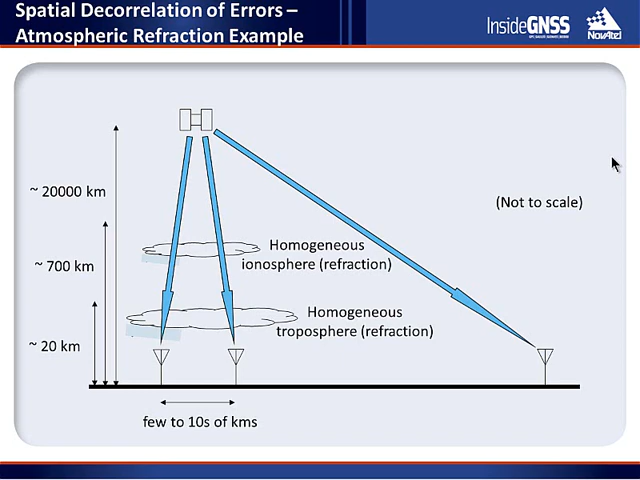 Spatial Decorrelation of Errors –
Atmospheric Refraction Example
InsideGNSS
NovAtel
~ 20000 km
(Not to scale)
Homogeneous
ionosphere (refraction)
~ 700 km
Homogeneous
troposphere (refraction)
~ 20 km
few to 10s of kms